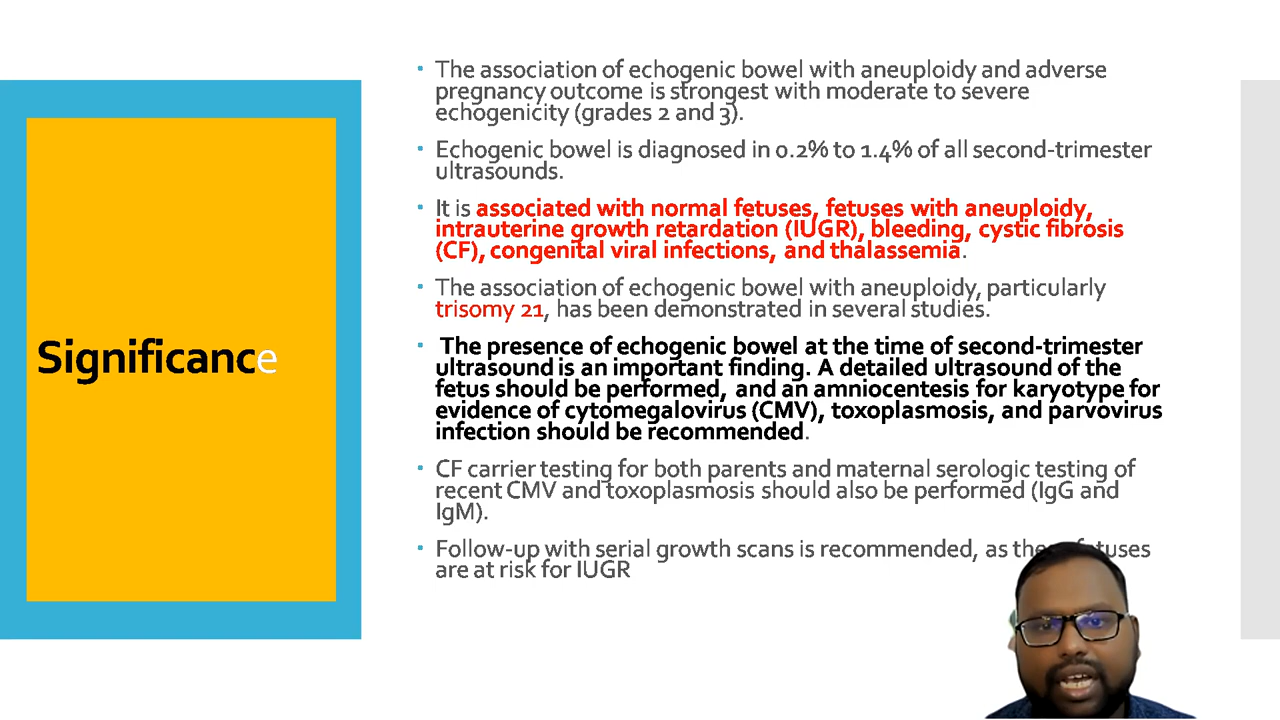 Significance
• The association of echogenic bowel with aneuploidy and adverse
pregnancy outcome is strongest with moderate to severe
echogenicity (grades 2 and 3).
• Echogenic bowel is diagnosed in 0.2% to 1.4% of all second-trimester
ultrasounds.
• It is associated with normal fetuses, fetuses with aneuploidy,
intrauterine growth retardation (IUGR), bleeding, cystic fibrosis
(CF), congenital viral infections, and thalassemia.
• The association of echogenic bowel with aneuploidy, particularly
trisomy 21, has been demonstrated in several studies.
• The presence of echogenic bowel at the time of second-trimester
ultrasound is an important finding. A detailed ultrasound of the
fetus should be performed, and an amniocentesis for karyotype for
evidence of cytomegalovirus (CMV), toxoplasmosis, and parvovirus
infection should be recommended.
• CF carrier testing for both parents and maternal serologic testing of
recent CMV and toxoplasmosis should also be performed (IgG and
IgM).
• Follow-up with serial growth scans is recommended, as
are at risk for IUGR